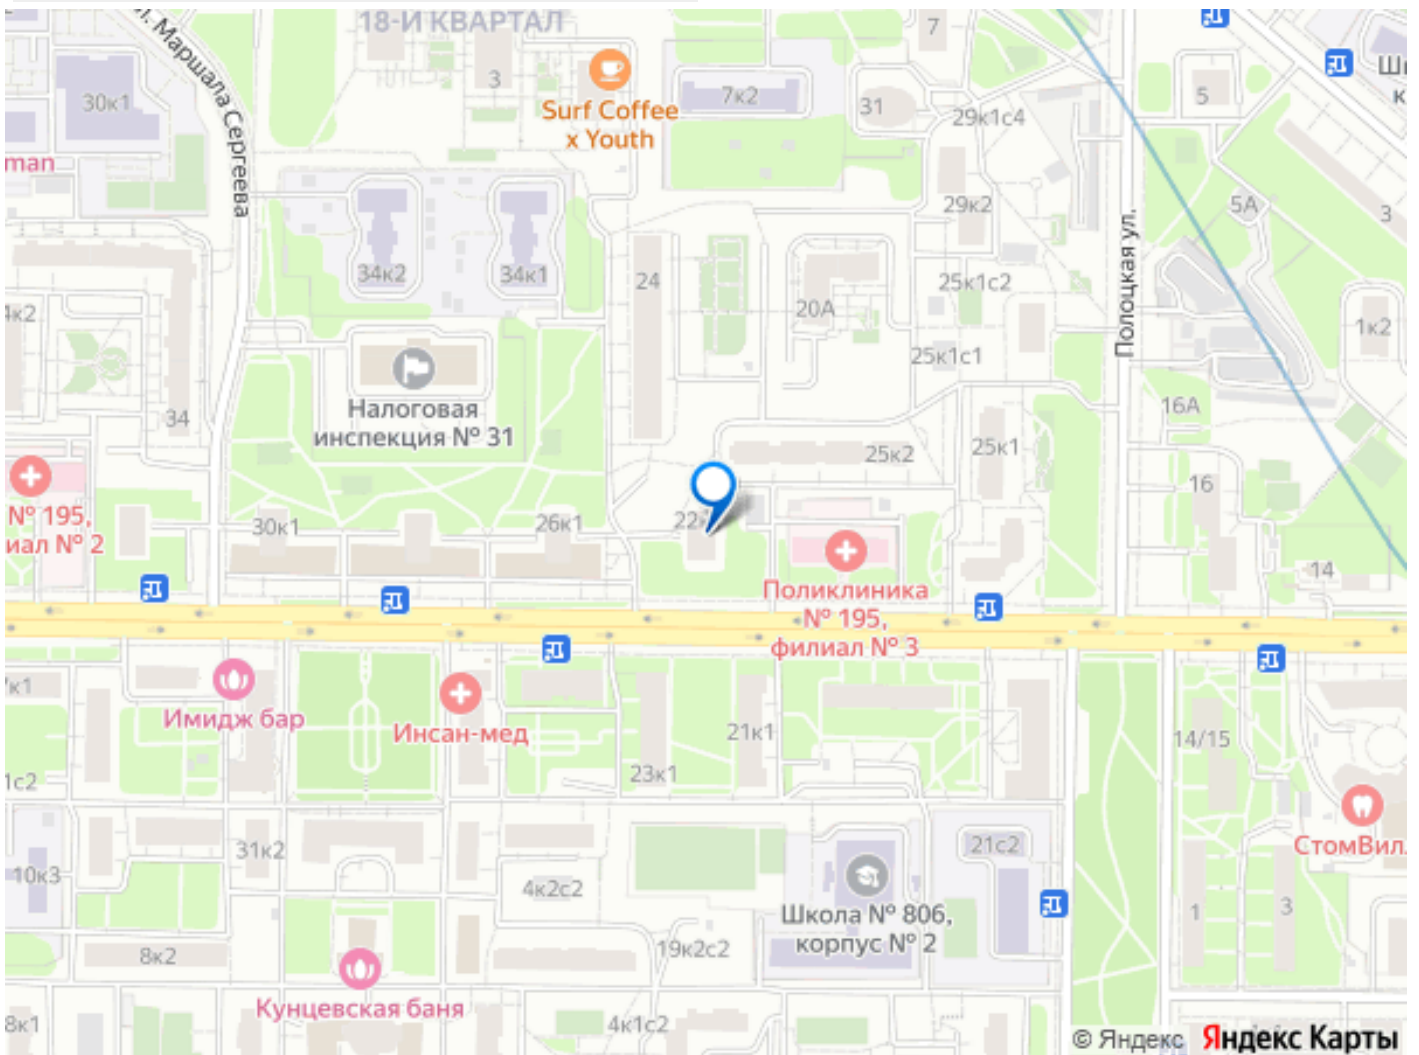 18-Й КВАРТАЛ
7
ул. Маршала Сергеева
3
30к1
Surf Coffee
x Youth
7к2
31
29к1с4
5
man
29к2
5А
3
34к2
34к1
24
25к1с2
20А
Полоцкая ул.
1к2
25к1с1
34
Налоговая
инспекция № 31
16А
25к2
25к1
16
№ 195,
30к1
26к1
14
Поликлиника
№ 195,
филиал № 3
Имидж бар
Инсан-мед
21к1
14/15
23к1
31к2
21с2
СтомВил
10к3
4к2с2
Школа № 806,
корпус № 2
1
3
8к2
19к2с2
Кунцевская баня
8к1
4к1с2
© Яндекс Яндекс Карты